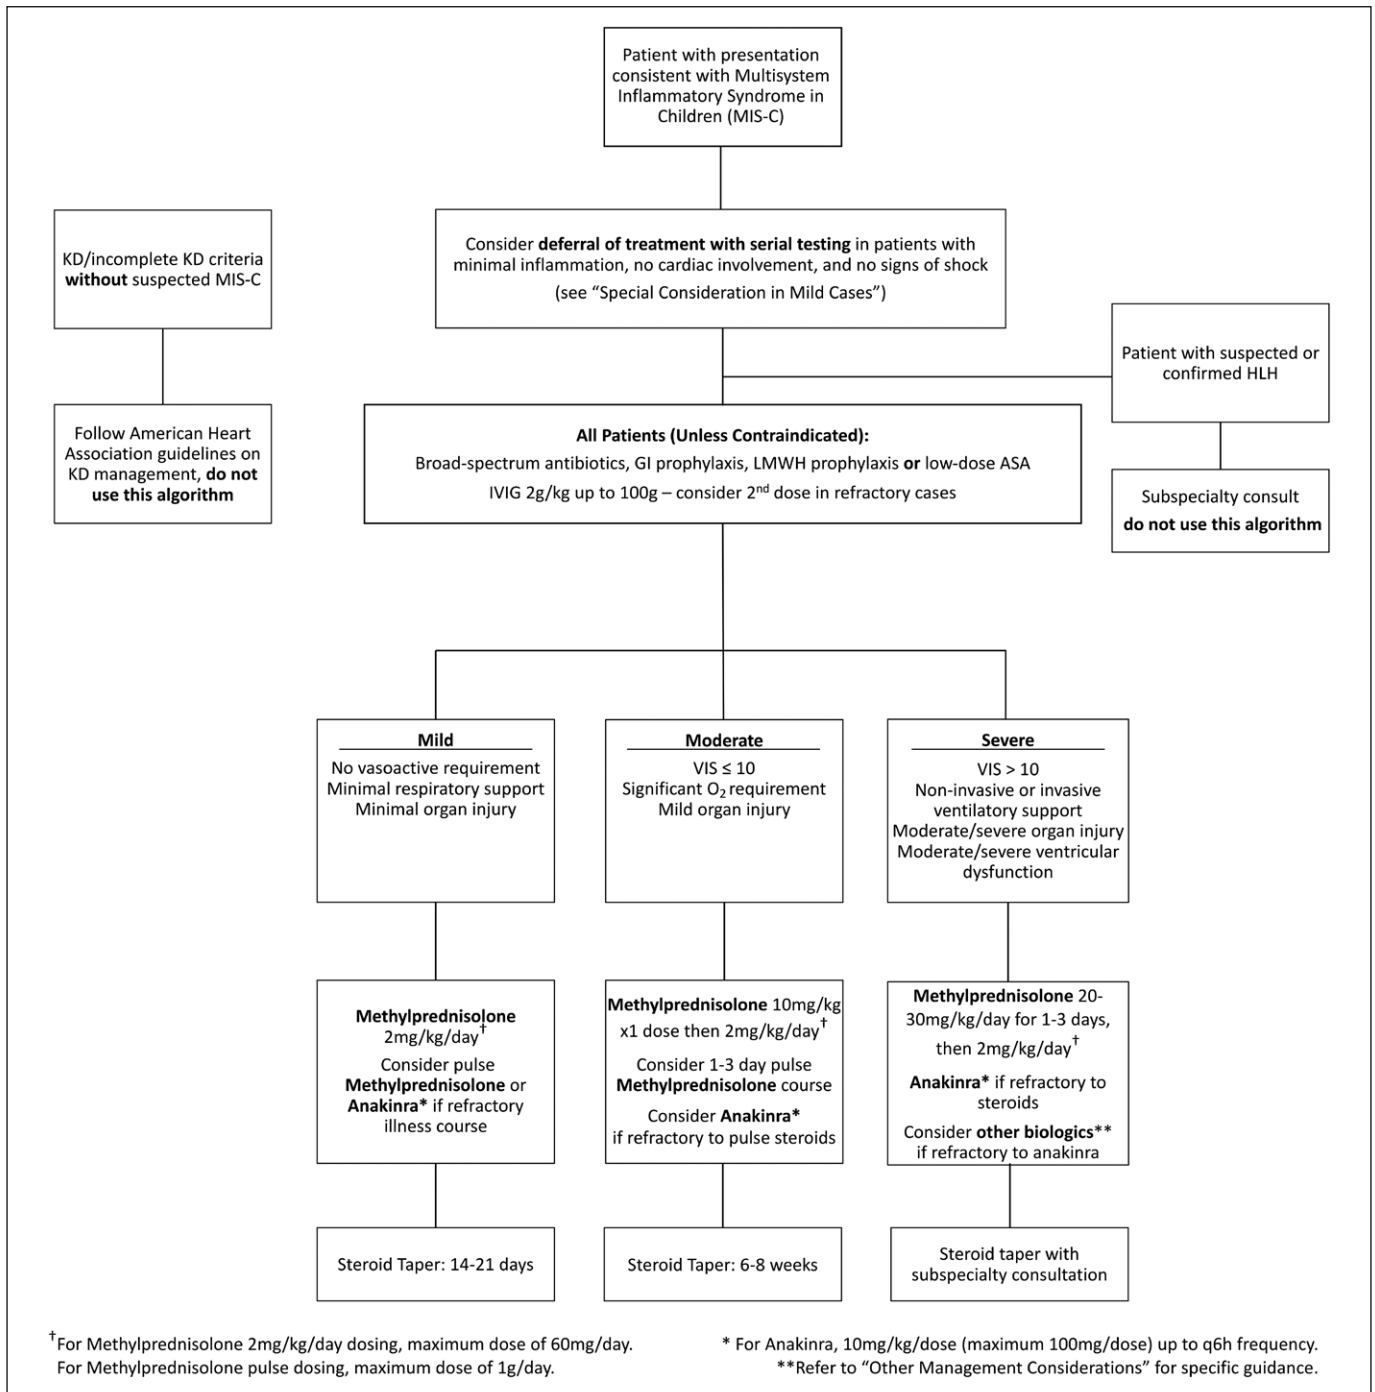 Patient with presentation
consistent with Multisystem
Inflammatory Syndrome in
Children (MIS-C)
KD/incomplete KD criteria
without suspected MIS-C
Consider deferral of treatment with serial testing in patients with
minimal inflammation, no cardiac involvement, and no signs of shock
(see “Special Consideration in Mild Cases”)
Patient with suspected or
confirmed HLH
Follow American Heart
Association guidelines on
KD management, do not
use this algorithm
All Patients (Unless Contraindicated):
Broad-spectrum antibiotics, GI prophylaxis, LMWH prophylaxis or low-dose ASA
IVIG 2g/kg up to 100g – consider 2nd dose in refractory cases
Subspecialty consult
do not use this algorithm
Mild
No vasoactive requirement
Minimal respiratory support
Minimal organ injury
Moderate
VIS ≤ 10
Significant O2 requirement
Mild organ injury
Severe
VIS > 10
Non-invasive or invasive
ventilatory support
Moderate/severe organ injury
Moderate/severe ventricular
dysfunction
Methylprednisolone
2mg/kg/day†
Consider pulse
Methylprednisolone or
Anakinra* if refractory
illness course
Methylprednisolone 10mg/kg
x1 dose then 2mg/kg/day†
Consider 1-3 day pulse
Methylprednisolone course
Consider Anakinra*
if refractory to pulse steroids
Methylprednisolone 20-
30mg/kg/day for 1-3 days,
then 2mg/kg/day†
Anakinra* if refractory to
steroids
Consider other biologics**
if refractory to anakinra
Steroid Taper: 14-21 days
Steroid Taper: 6-8 weeks
Steroid taper with
subspecialty consultation
†For Methylprednisolone 2mg/kg/day dosing, maximum dose of 60mg/day.
For Methylprednisolone pulse dosing, maximum dose of 1g/day.
* For Anakinra, 10mg/kg/dose (maximum 100mg/dose) up to q6h frequency.
**Refer to “Other Management Considerations” for specific guidance.